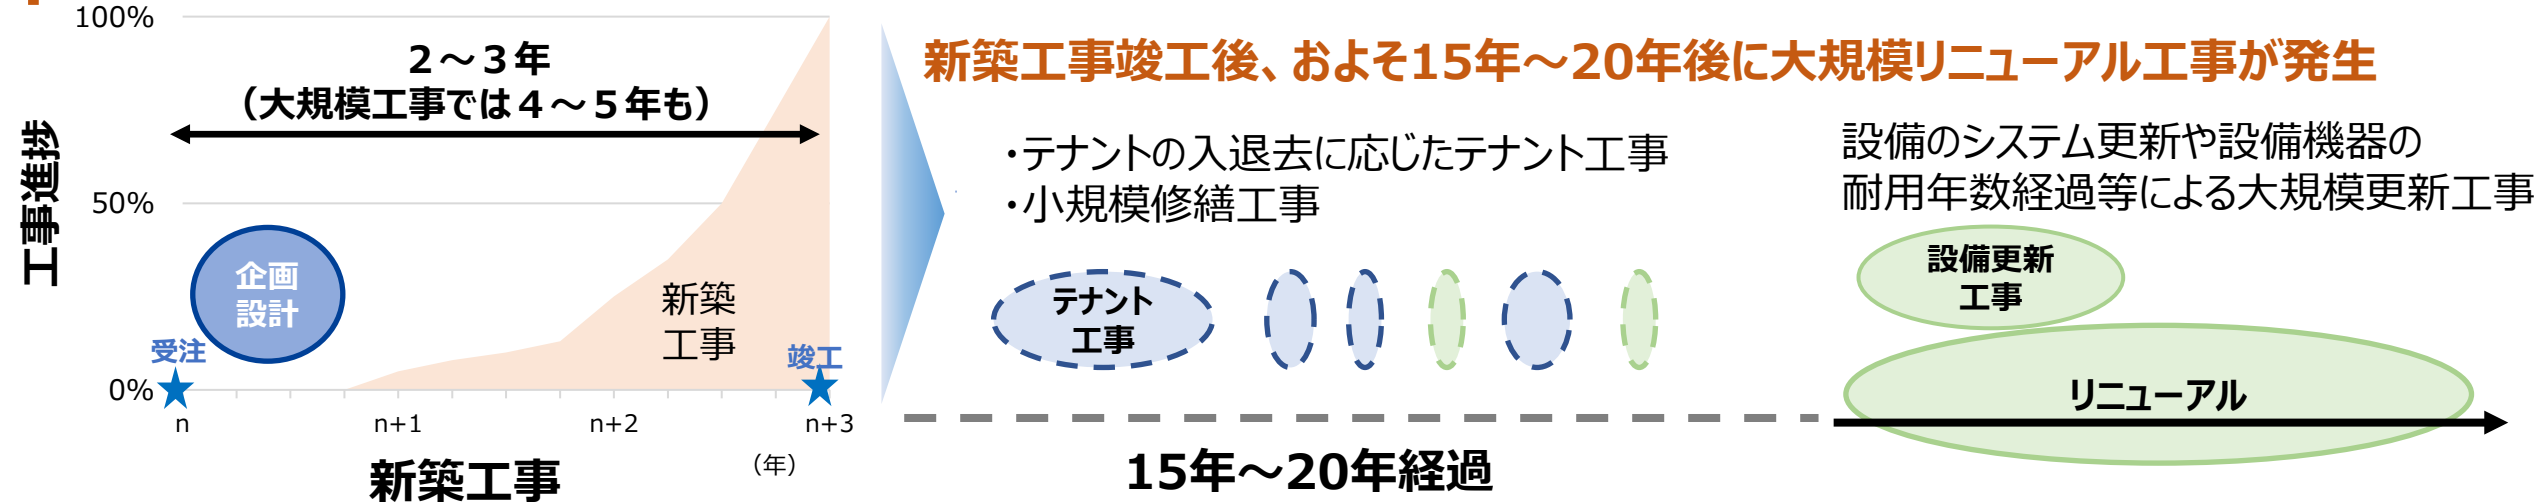 100%
50%
0%
工事進捗
２～３年
（大規模工事では４～５年も）
企画
設計
受注
新築
工事
竣工
n
n+1
n+2
n+3
（年）
新築工事
新築工事竣工後、およそ15年～20年後に大規模リニューアル工事が発生
・テナントの入退去に応じたテナント工事
・小規模修繕工事
テナント
工事
15年～20年経過
設備のシステム更新や設備機器の
耐用年数経過等による大規模更新工事
設備更新
工事
リニューアル